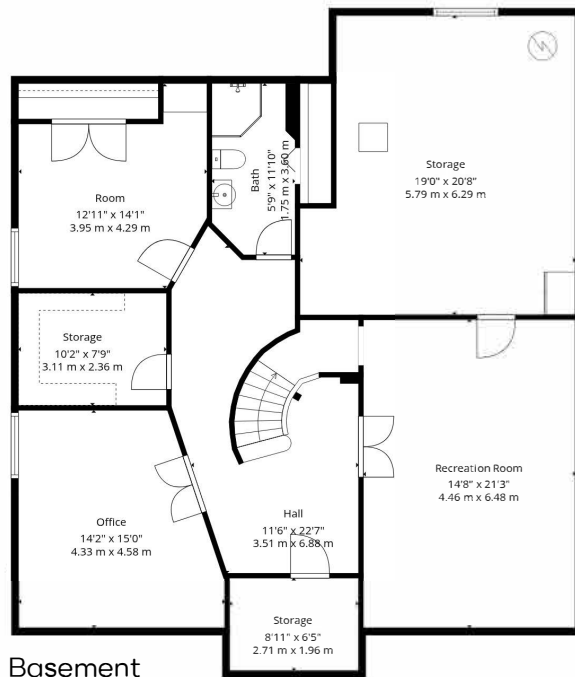 Storage
19'0" x 20'8"
5.79 m x 6.29 m
Bath
5'9" x 11'10"
1.75 m x 3.60 m
Room
12'11" x 14'1"
3.95 m x 4.29 m
Storage
10'2" x 7'9"
3.11 m x 2.36 m
Recreation Room
14'8" x 21'3"
4.46 m x 6.48 m
Office
14'2" x 15'0"
4.33 m x 4.58 m
Hall
11'6" x 22'7"
3.51 m x 6.88 m
Storage
8'11" x 6'5"
2.71 m x 1.96 m
Basement